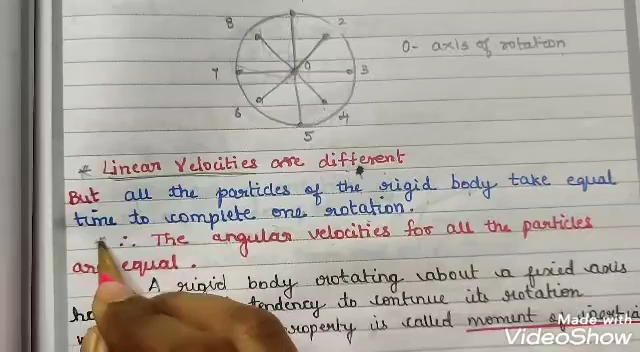 8
2
0- axis of rotation
0
7
3
6
4
5
* Linear Velocities are different
But all the particles of the rigid body take equal
time to complete one rotation.
∴ The angular velocities for all the particles
are equal.
A rigid body rotating about a fixed axis
tendency to continue its rotation
property is called moment of inertia
Made with
VideoShow